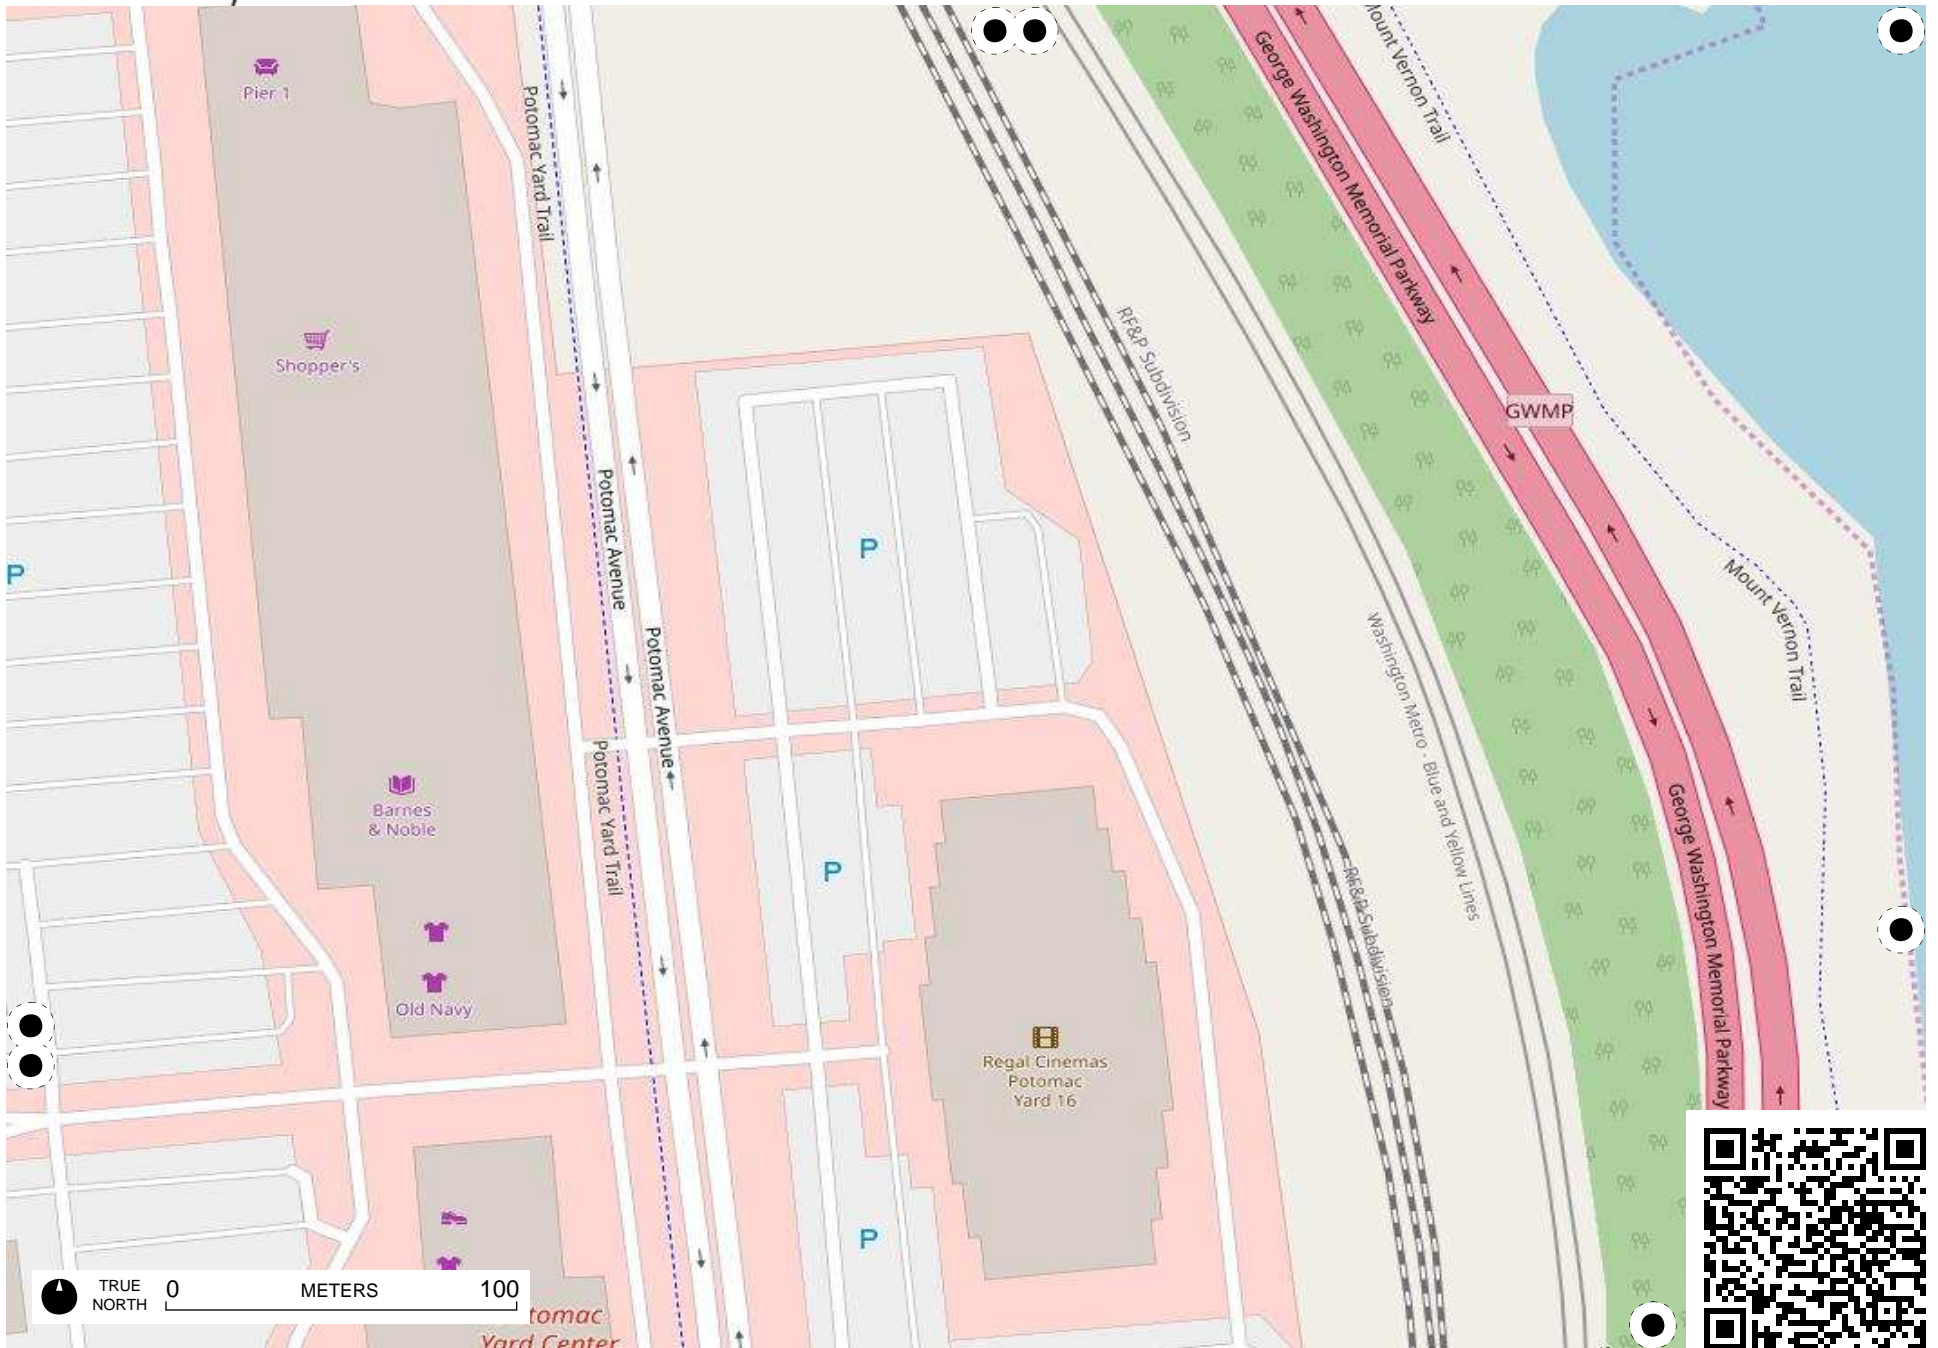 Pier 1
Potomac Yard Trail
George Washington Memorial Parkway
Mount Vernon Trail
Shopper's
RF&P Subdivision
GWMP
Potomac Avenue
P
P
Mount Vernon Trail
Potomac Avenue
Washington Metro - Blue and Yellow Lines
Potomac Yard Trail
Barnes
& Noble
P
George Washington Memorial Parkway
RF&P Subdivision
Old Navy
Regal Cinemas
Potomac
Yard 16
P
TRUE
NORTH
0 METERS 100
Yard Center